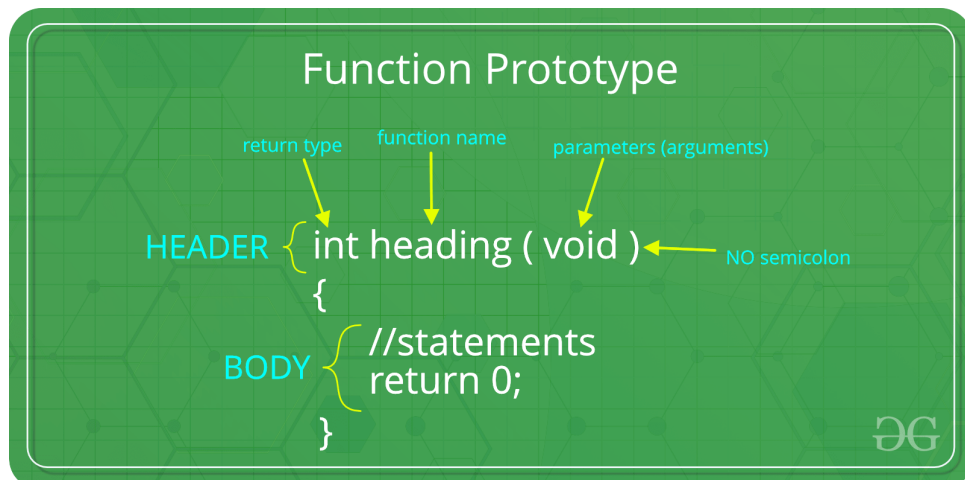 Function Prototype
return type
function name
parameters (arguments)
HEADER
int heading ( void )
NO semicolon
{
BODY
//statements
return 0;
}